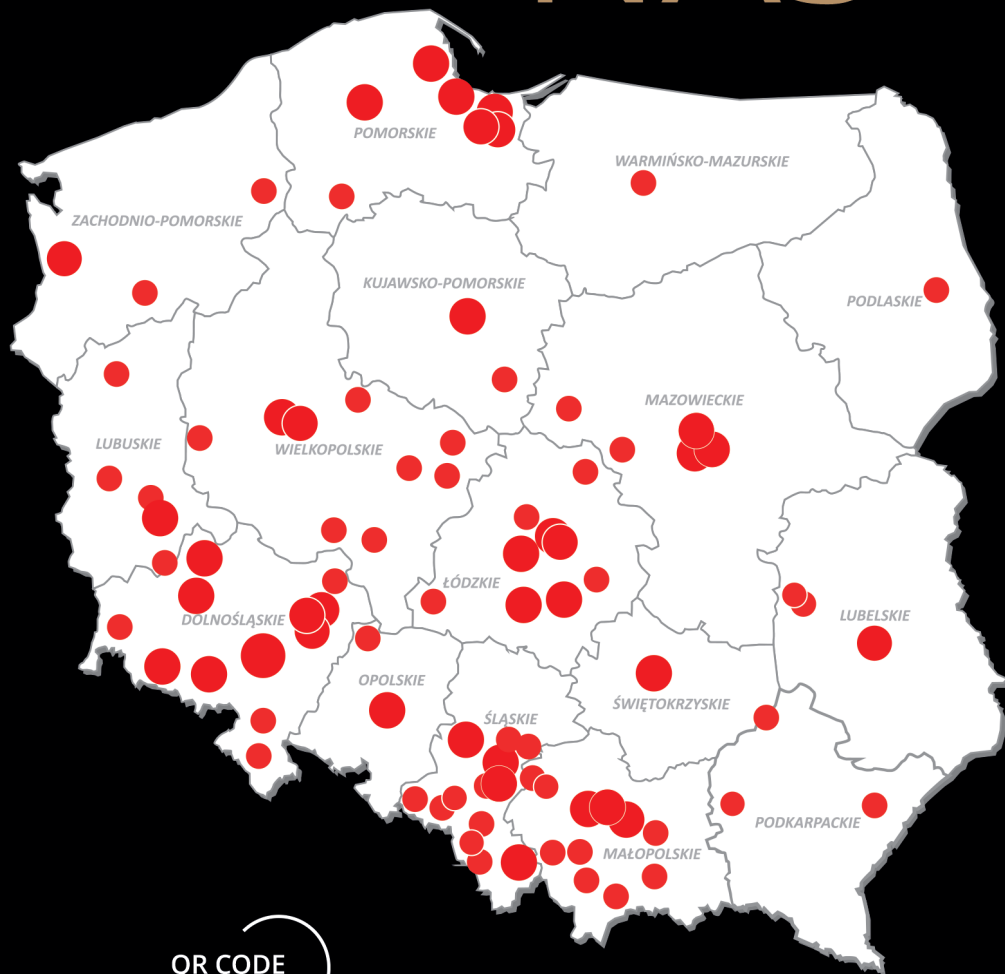 POMORSKIE
WARMIŃSKO-MAZURSKIE
ZACHODNIO-POMORSKIE
KUJAWSKO-POMORSKIE
PODLASKIE
MAZOWIECKIE
LUBUSKIE
WIELKOPOLSKIE
ŁÓDZKIE
DOLNOŚLĄSKIE
LUBELSKIE
OPOLSKIE
ŚWIĘTOKRZYSKIE
ŚLĄSKIE
PODKARPACKIE
MAŁOPOLSKIE
QR CODE